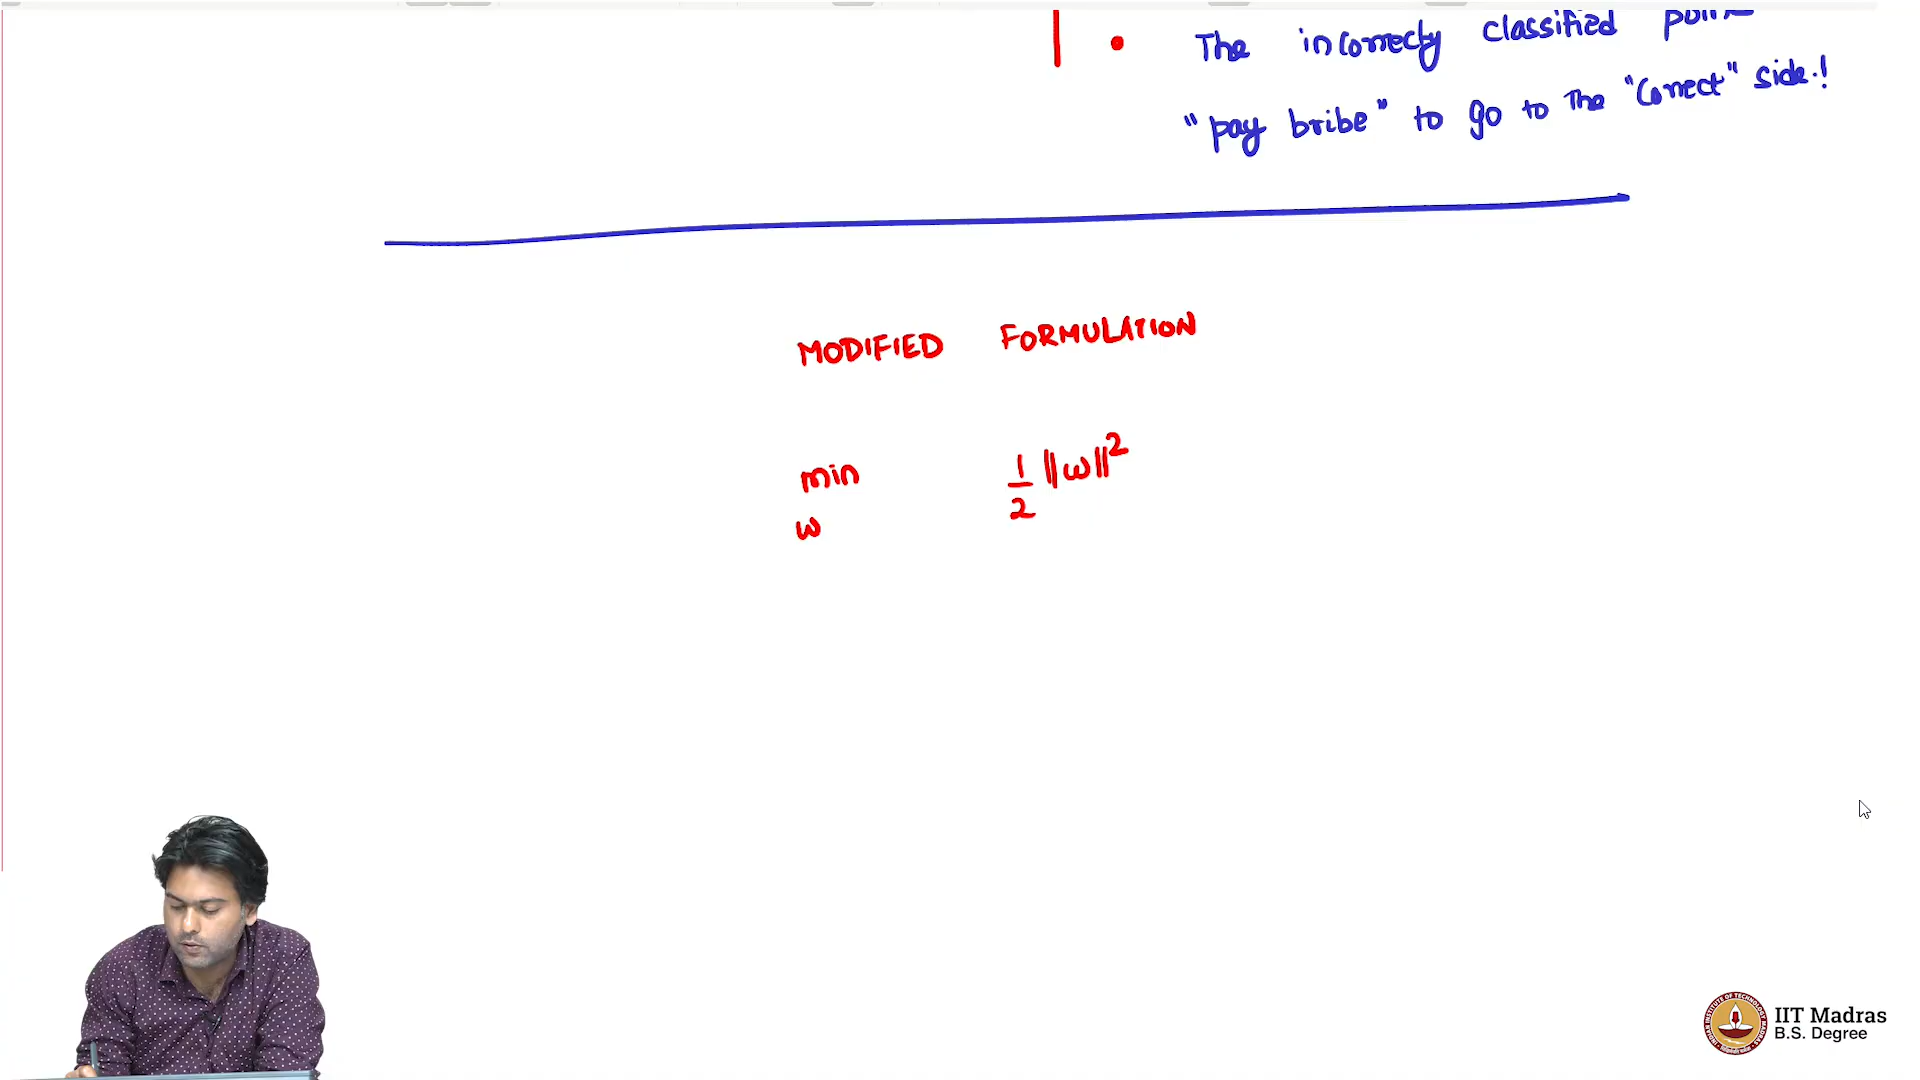 • The incorrectly classified
"pay bribe" to go to the "correct" side.!
MODIFIED FORMULATION
min 1/2 ||w||²
w
IIT Madras
B.S. Degree